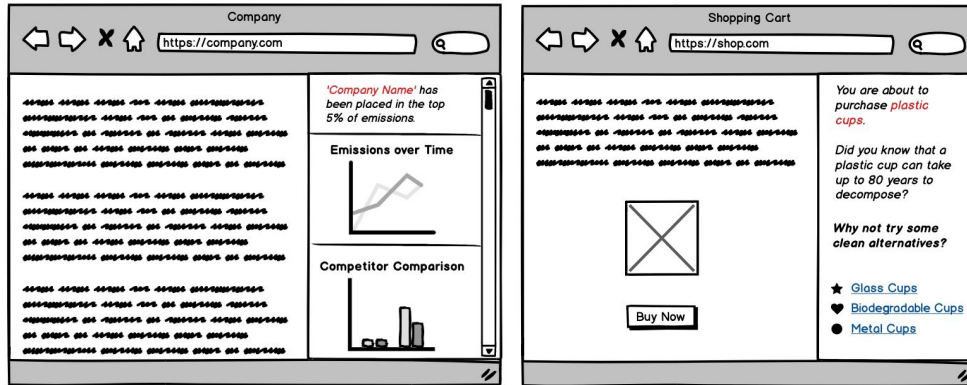 Company
https://company.com
'Company Name' has
been placed in the top
5% of emissions.
Emissions over Time
Competitor Comparison
Shopping Cart
https://shop.com
Buy Now
You are about to
purchase plastic
cups.
Did you know that a
plastic cup can take
up to 80 years to
decompose?
Why not try some
clean alternatives?
Glass Cups
Biodegradable Cups
Metal Cups